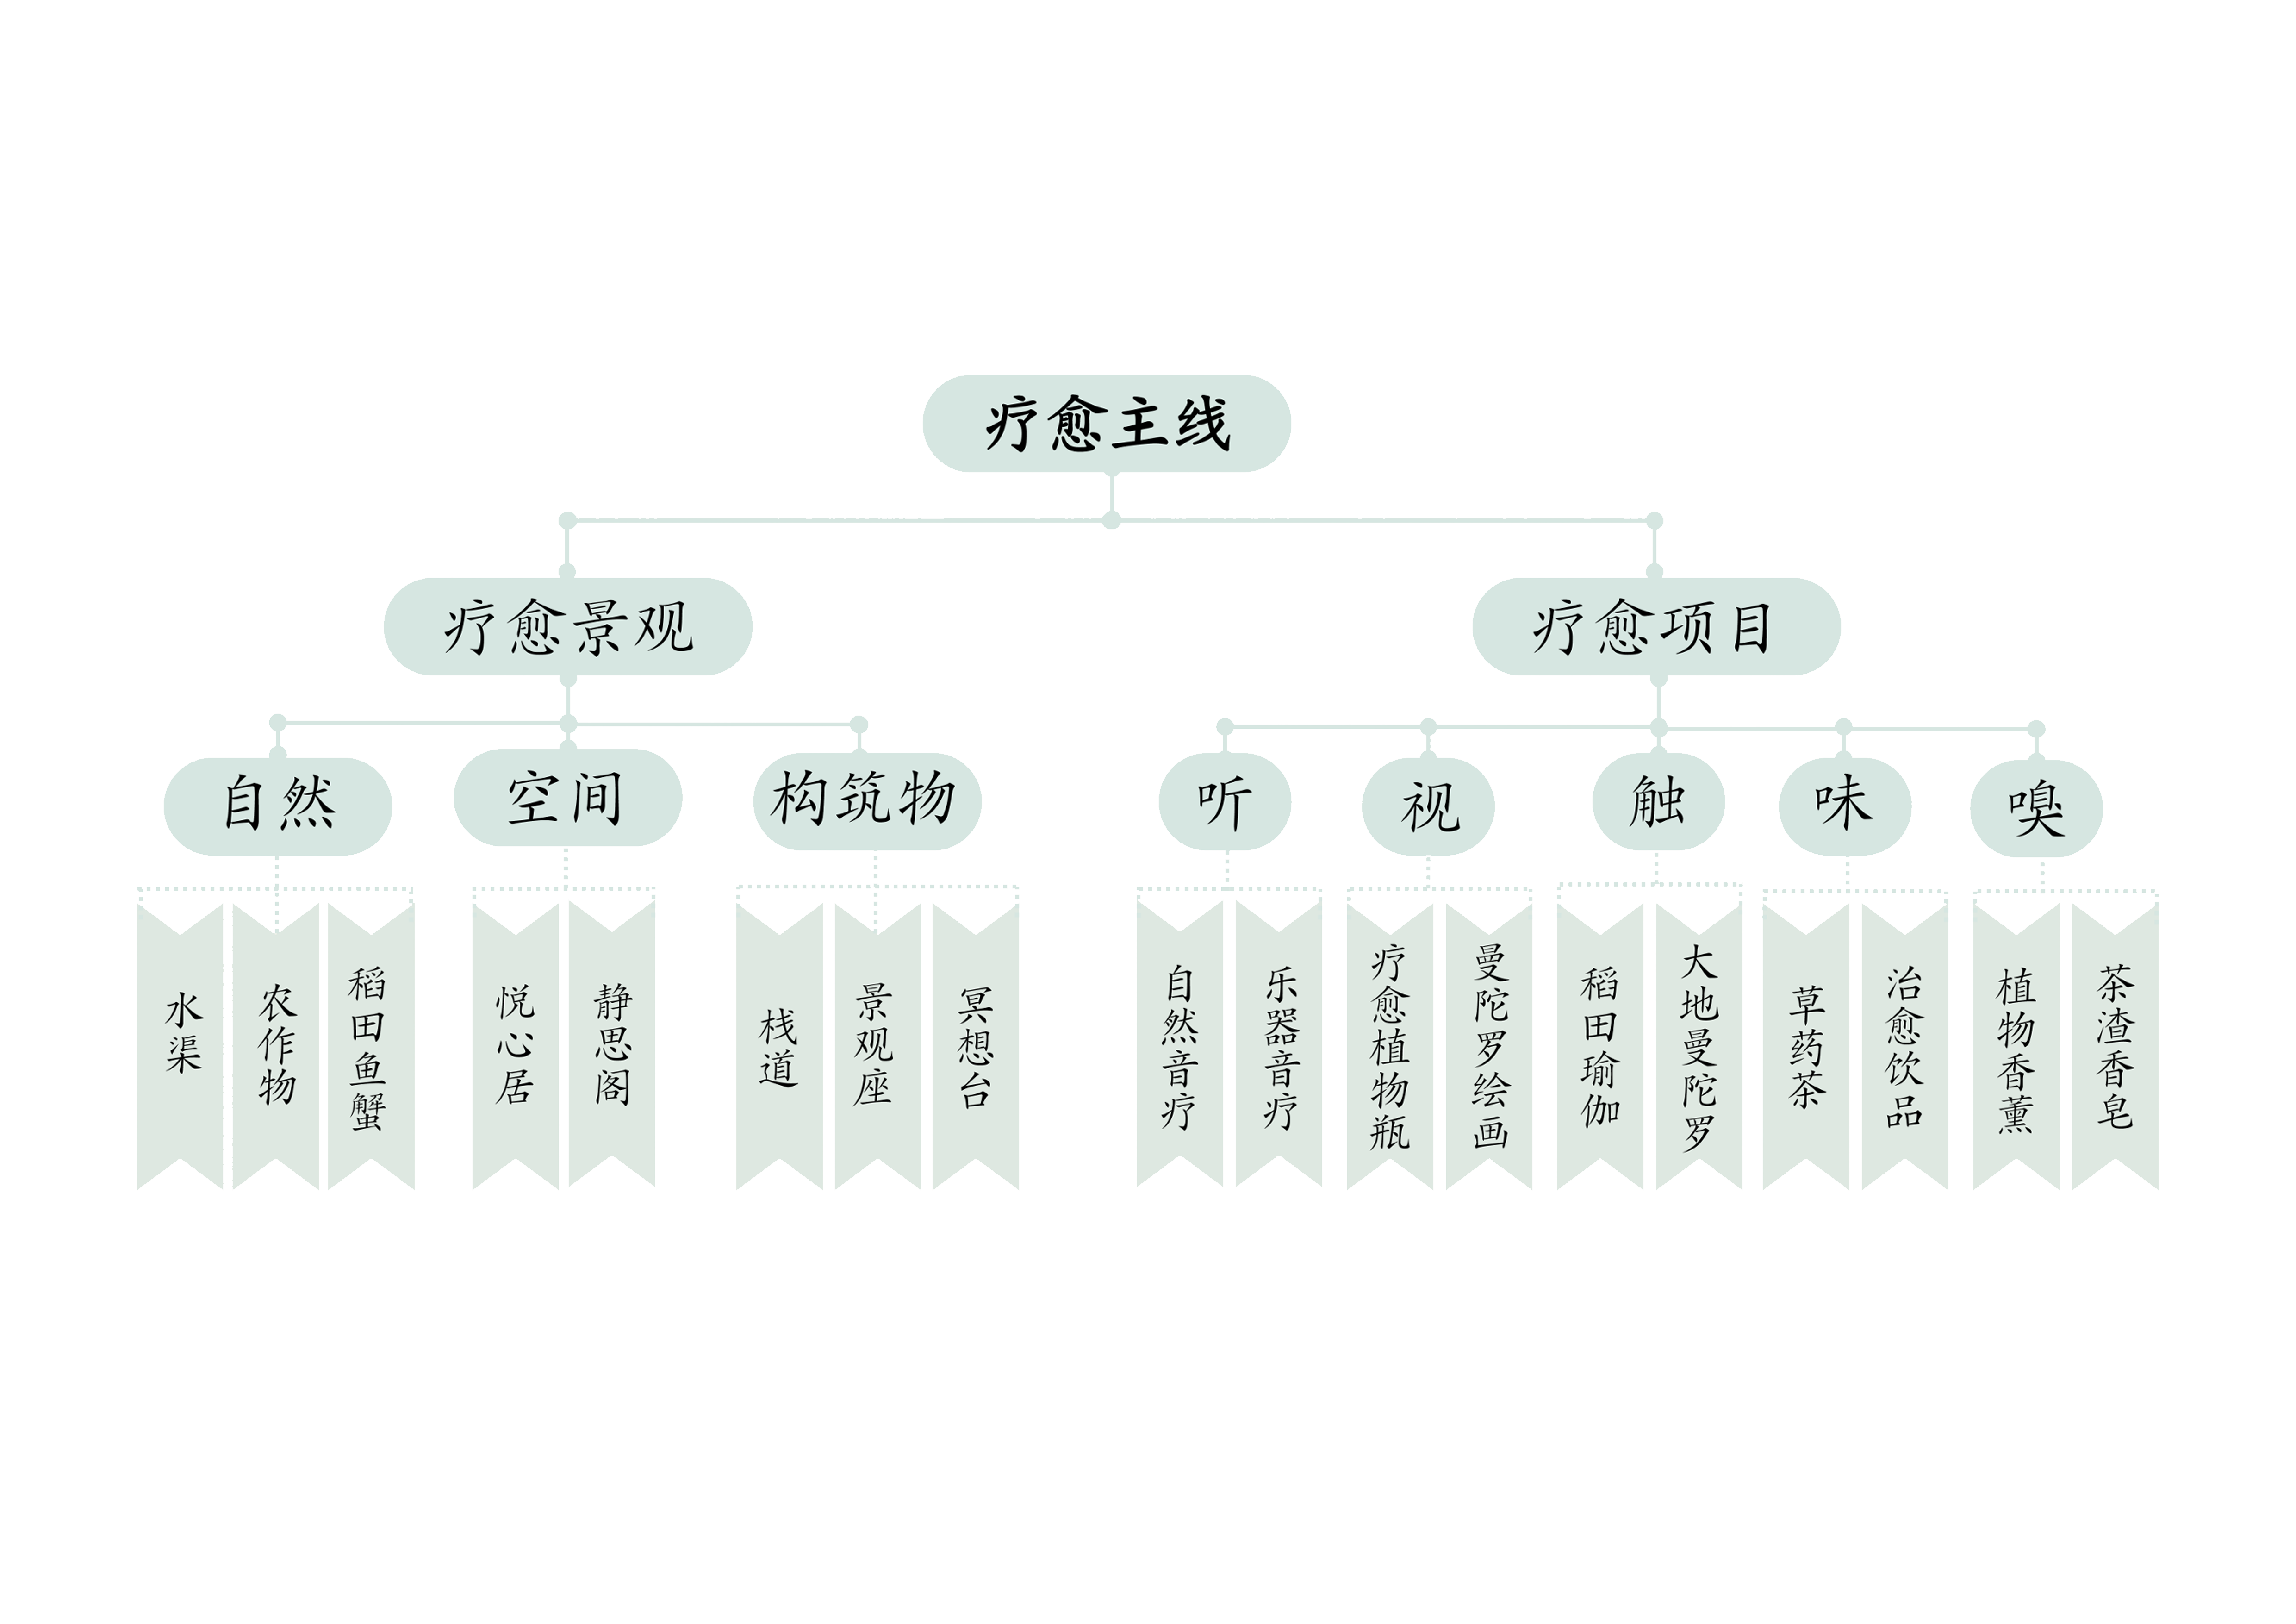 疗愈主线
疗愈景观
疗愈项目
自然
空间
构筑物
听
视
触
味
嗅
水渠
农作物
稻田鱼蟹
悦心居
静思阁
栈道
景观座
冥想台
自然音疗
乐器音疗
疗愈植物瓶
曼陀罗绘画
稻田瑜伽
大地曼陀罗
草药茶
治愈饮品
植物香薰
茶渣香皂